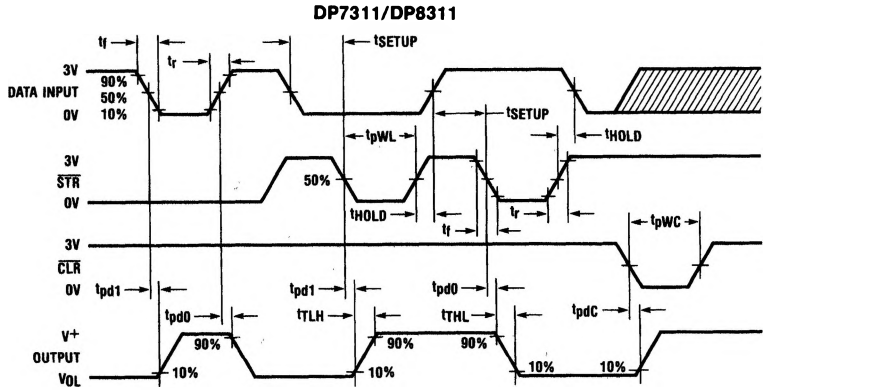 DP7311/DP8311
tf
tr
tSETUP
3V
90%
DATA INPUT
50%
0V
10%
tSETUP
tpWL
tHOLD
3V
STR
50%
0V
tHOLD
tf
tr
tpWC
3V
CLR
0V
tpd1
tpd0
tpd1
tTLH
tpd0
tTHL
tpdC
V+
90%
90%
90%
OUTPUT
VOL
10%
10%
10%
10%